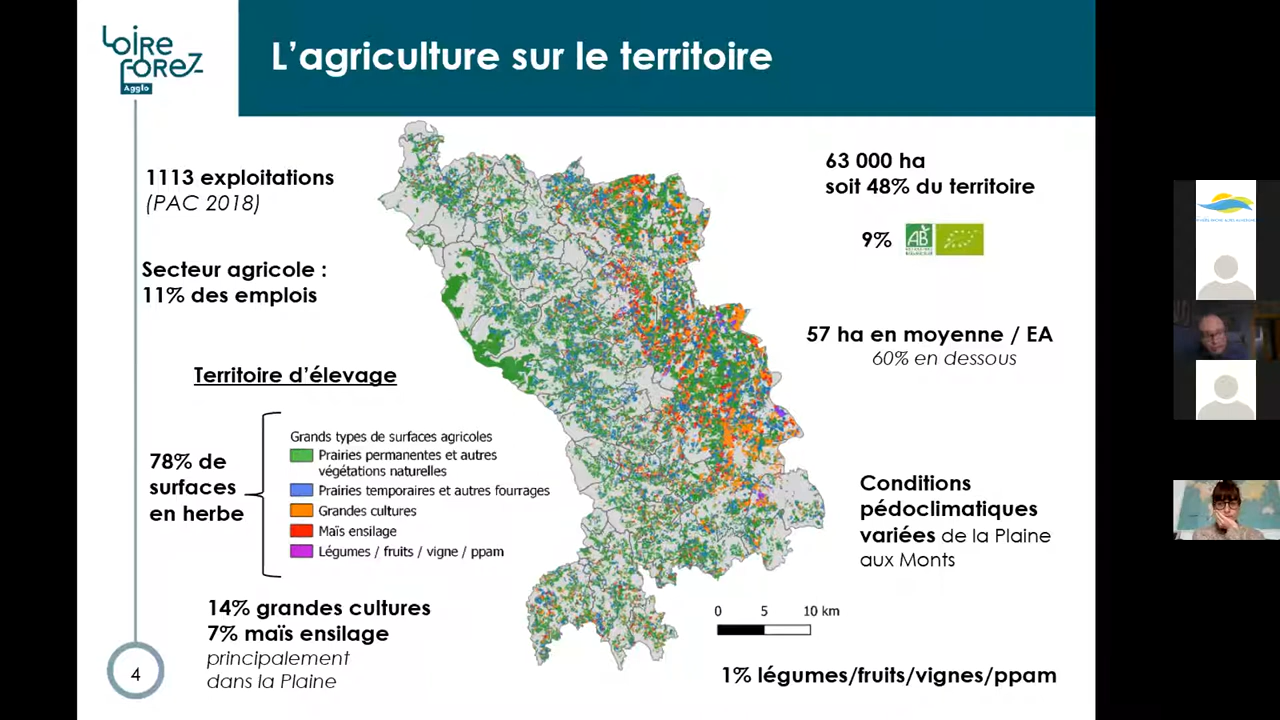 Loire
Forez
Agglo
L'agriculture sur le territoire
1113 exploitations
(PAC 2018)
Secteur agricole :
11% des emplois
Territoire d'élevage
78% de
surfaces
en herbe
Grands types de surfaces agricoles
Prairies permanentes et autres
végétations naturelles
Prairies temporaires et autres fourrages
Grandes cultures
Maïs ensilage
Légumes / fruits / vigne / ppam
14% grandes cultures
7% maïs ensilage
principalement
dans la Plaine
4
63 000 ha
soit 48% du territoire
9%
AB
57 ha en moyenne / EA
60% en dessous
Conditions
pédoclimatiques
variées de la Plaine
aux Monts
0 5 10 km
1% légumes/fruits/vignes/ppam